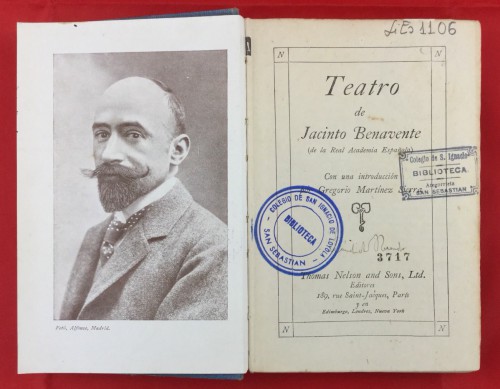 Fot. Alfonso, Madrid.
1106
N N
Teatro
de
Jacinto Benavente
(de la Real Academia Española)
Con una introducción
Gregorio Martínez Sierra
Colegio de S. Ignacio
BIBLIOTECA
SAN SEBASTIAN
COLEGIO DE SAN IGNACIO DE LOYOLA
BIBLIOTECA
SAN SEBASTIAN
3717
Thomas Nelson and Sons, Ltd.
Editores
189, rue Saint-Jacques, Paris
y en
Edimburgo, Londres, Nueva York
N N